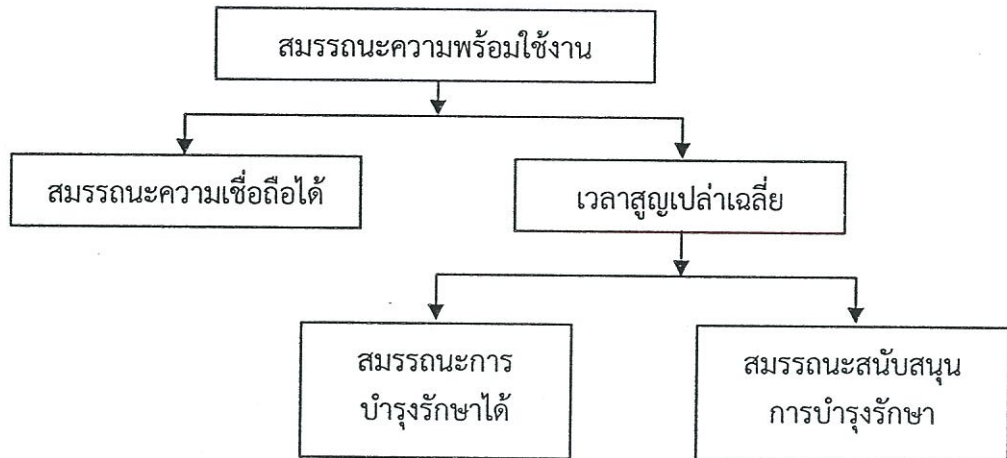 สมรรถนะความพร้อมใช้งาน
สมรรถนะความเชื่อถือได้
เวลาสูญเปล่าเฉลี่ย
สมรรถนะการ
บำรุงรักษาได้
สมรรถนะสนับสนุน
การบำรุงรักษา